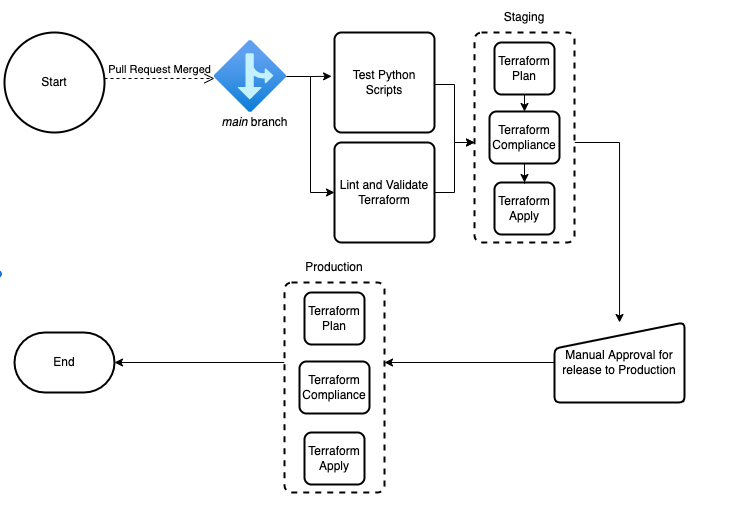 Start
Pull Request Merged
main branch
Test Python
Scripts
Lint and Validate
Terraform
Staging
Terraform
Plan
Terraform
Compliance
Terraform
Apply
Manual Approval for
release to Production
Production
Terraform
Plan
Terraform
Compliance
Terraform
Apply
End